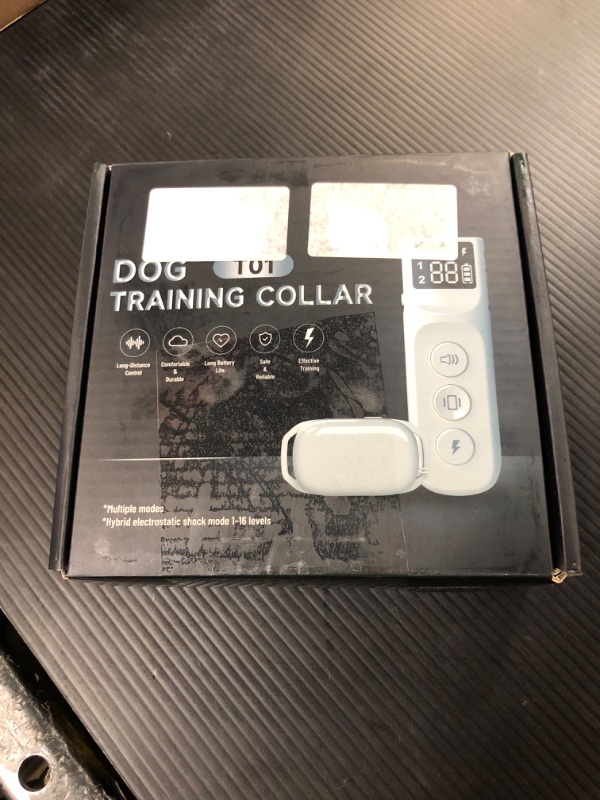 DOG T01
TRAINING COLLAR
Long-Distance
Control
Comfortable
&
Durable
Long Battery
Life
Safe
&
Reliable
Effective
Training
1
2
88
*Multiple modes
*Hybrid electrostatic shock mode 1-16 levels